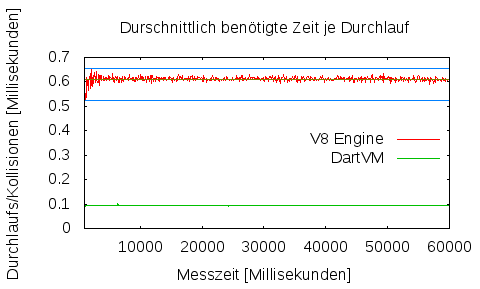 Durschnittlich benötigte Zeit je Durchlauf
Durchlaufs/Kollisionen [Millisekunden]
0.7
0.6
0.5
0.4
0.3
0.2
0.1
0
V8 Engine
DartVM
10000 20000 30000 40000 50000 60000
Messzeit [Millisekunden]